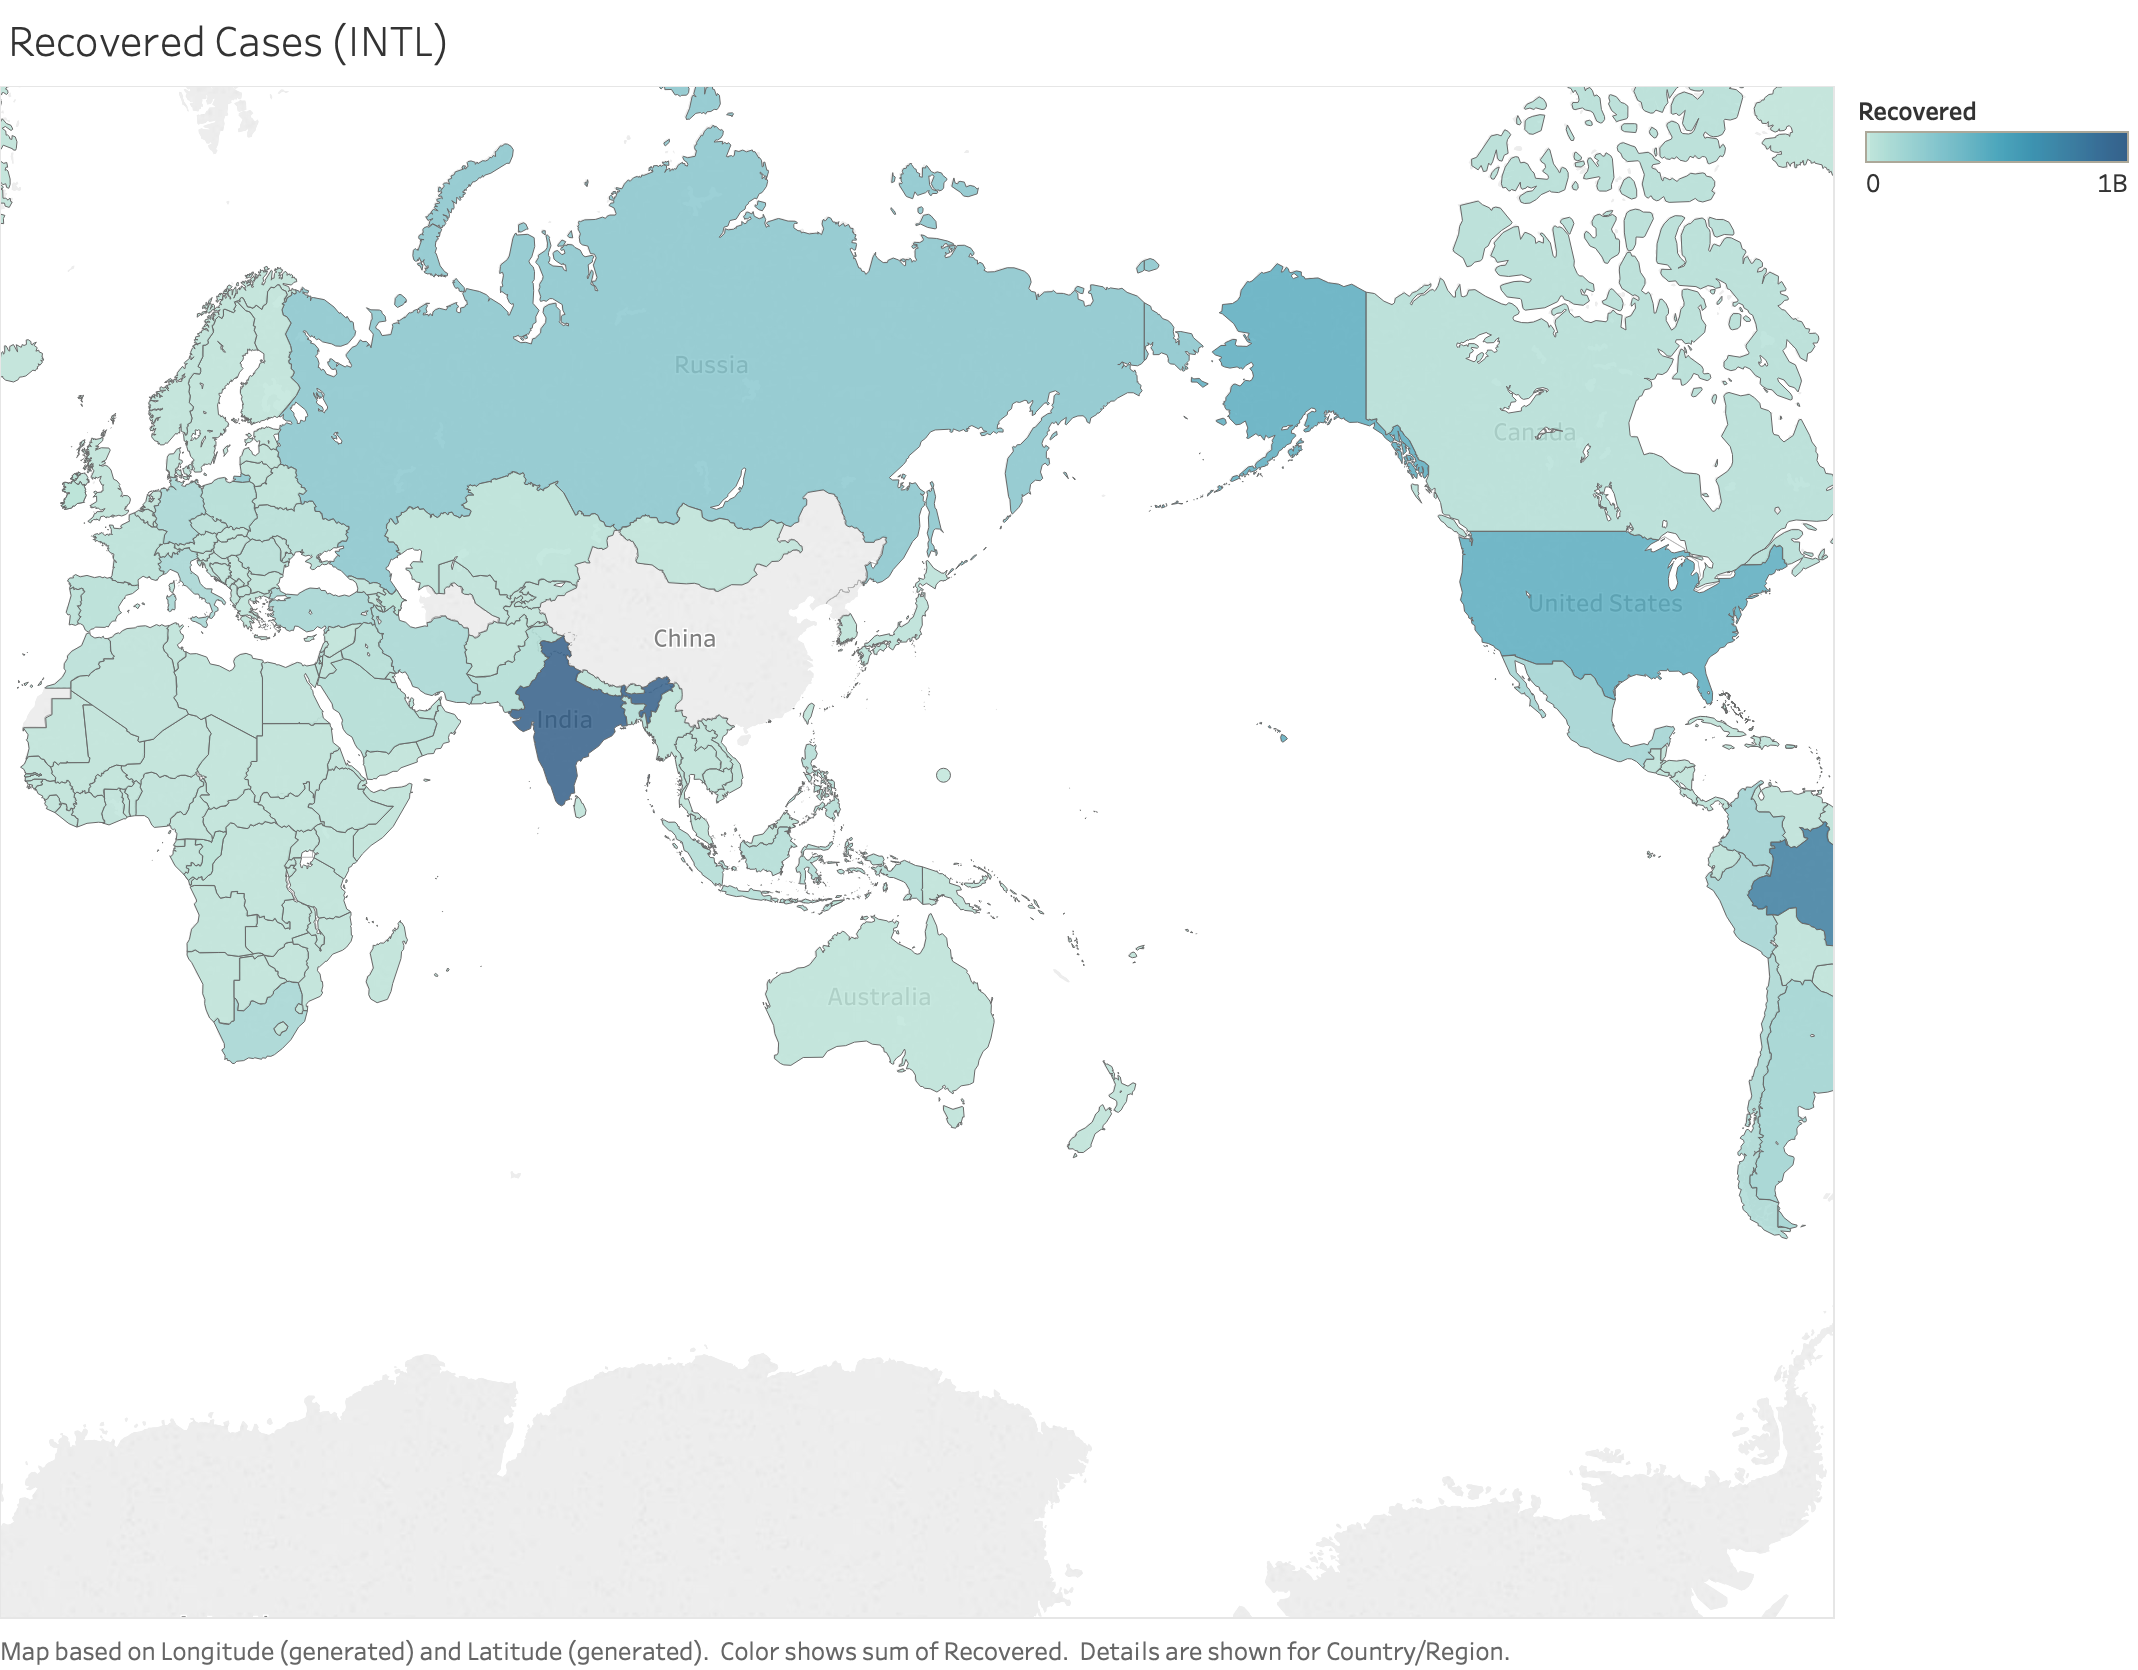 Recovered Cases (INTL)
Recovered
0 1B
Russia
Canada
United States
China
India
Australia
Map based on Longitude (generated) and Latitude (generated). Color shows sum of Recovered. Details are shown for Country/Region.